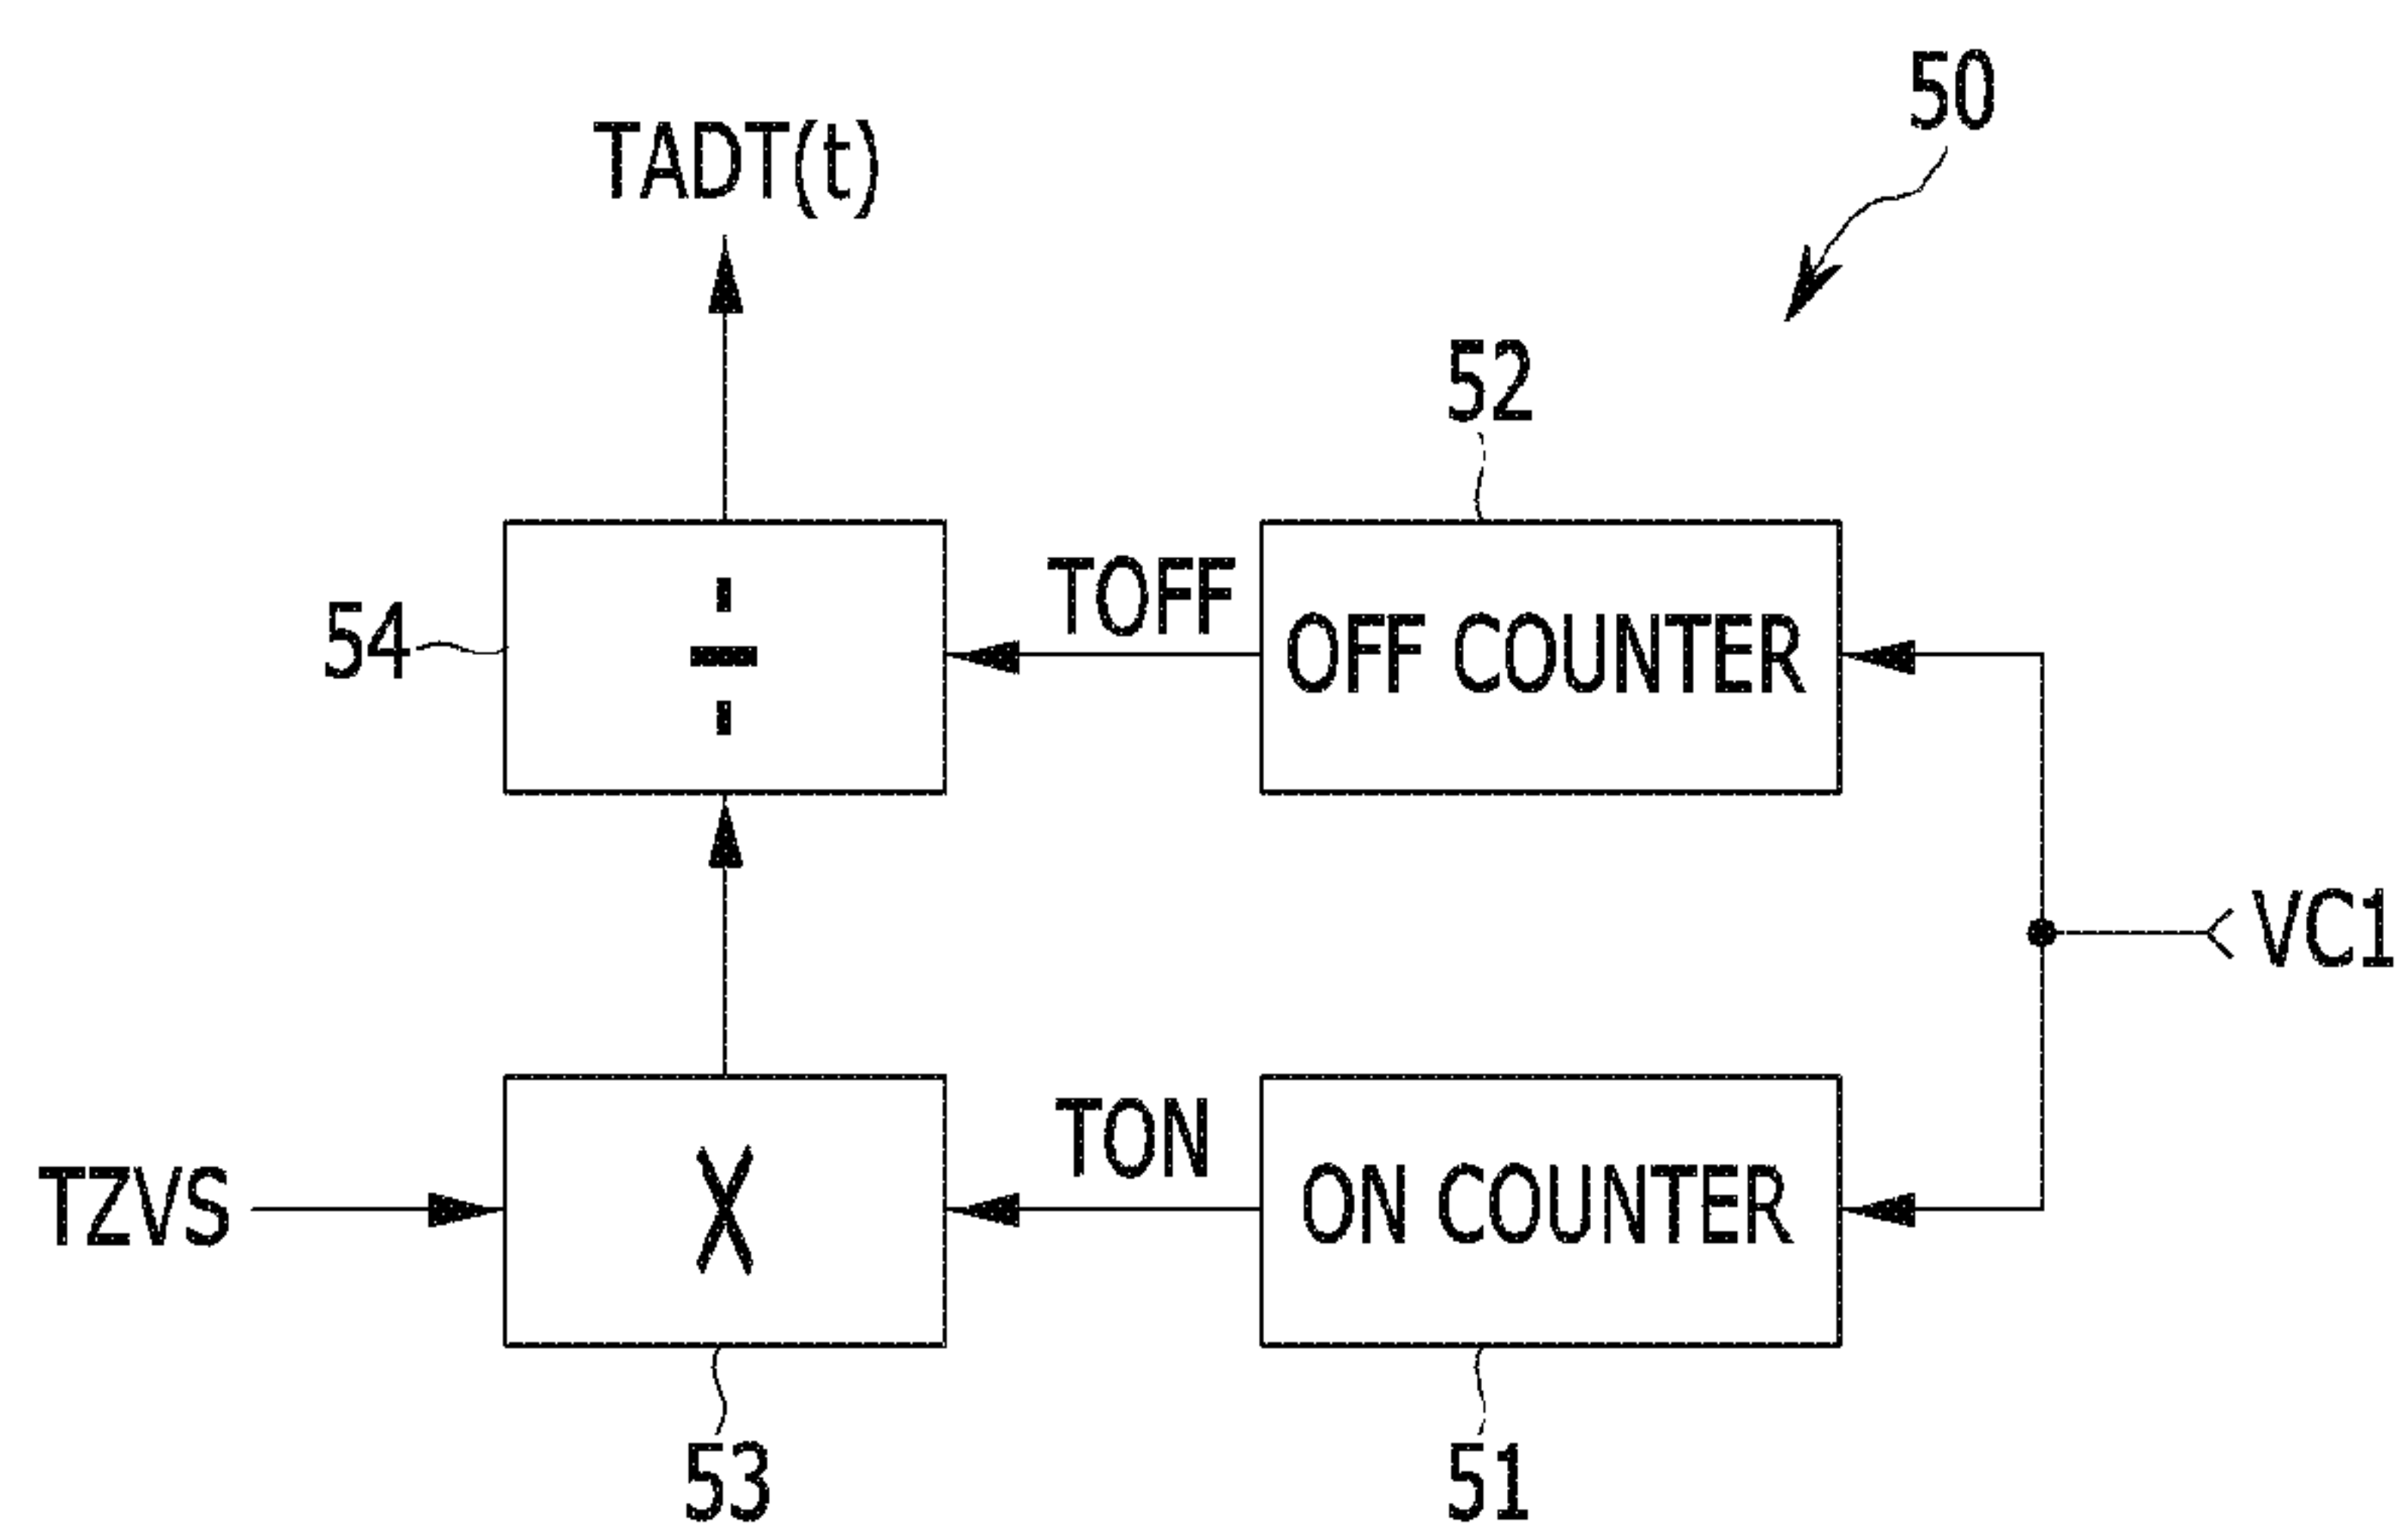 50
TADT(t)
52
TOFF
54
÷
OFF COUNTER
VC1
TON
TZVS
X
ON COUNTER
53
51